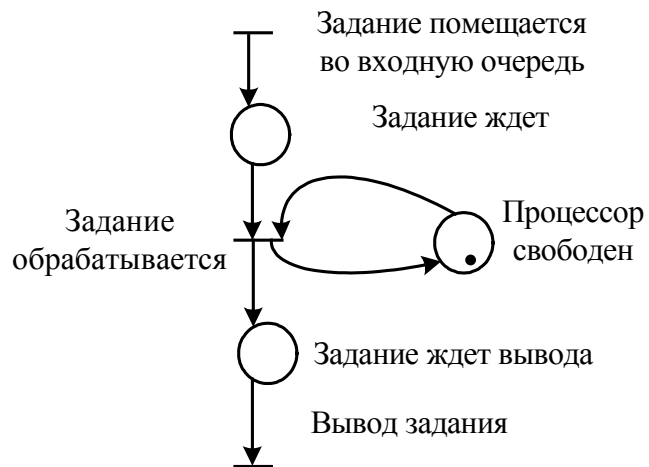 Задание помещается
во входную очередь
Задание ждет
Задание
обрабатывается
Процессор
свободен
Задание ждет вывода
Вывод задания